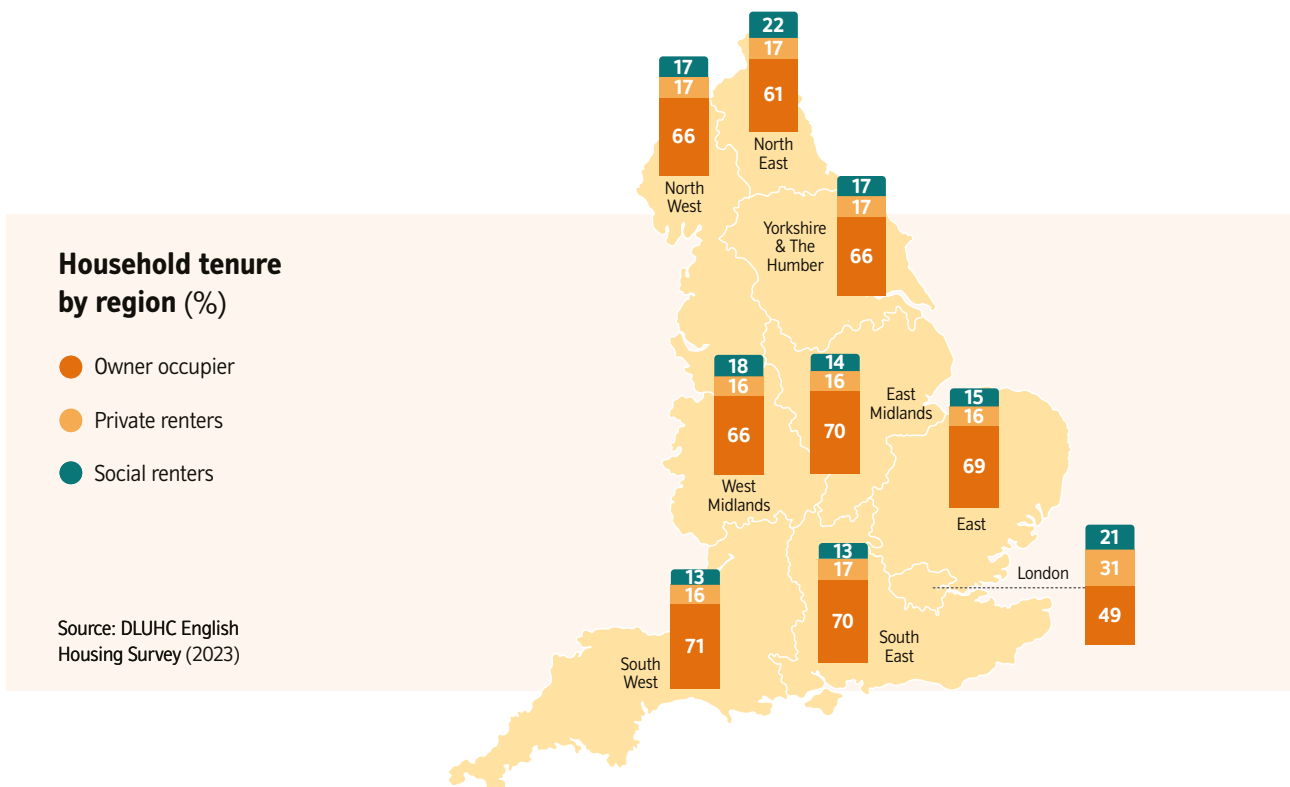 Household tenure
by region (%)
Owner occupier
Private renters
Social renters
Source: DLUHC English
Housing Survey (2023)
22
17
61
North
East
17
17
66
North
West
17
17
66
Yorkshire
& The
Humber
18
16
66
West
Midlands
14
16
70
East
Midlands
15
16
69
East
21
31
49
London
13
17
70
South
East
13
16
71
South
West